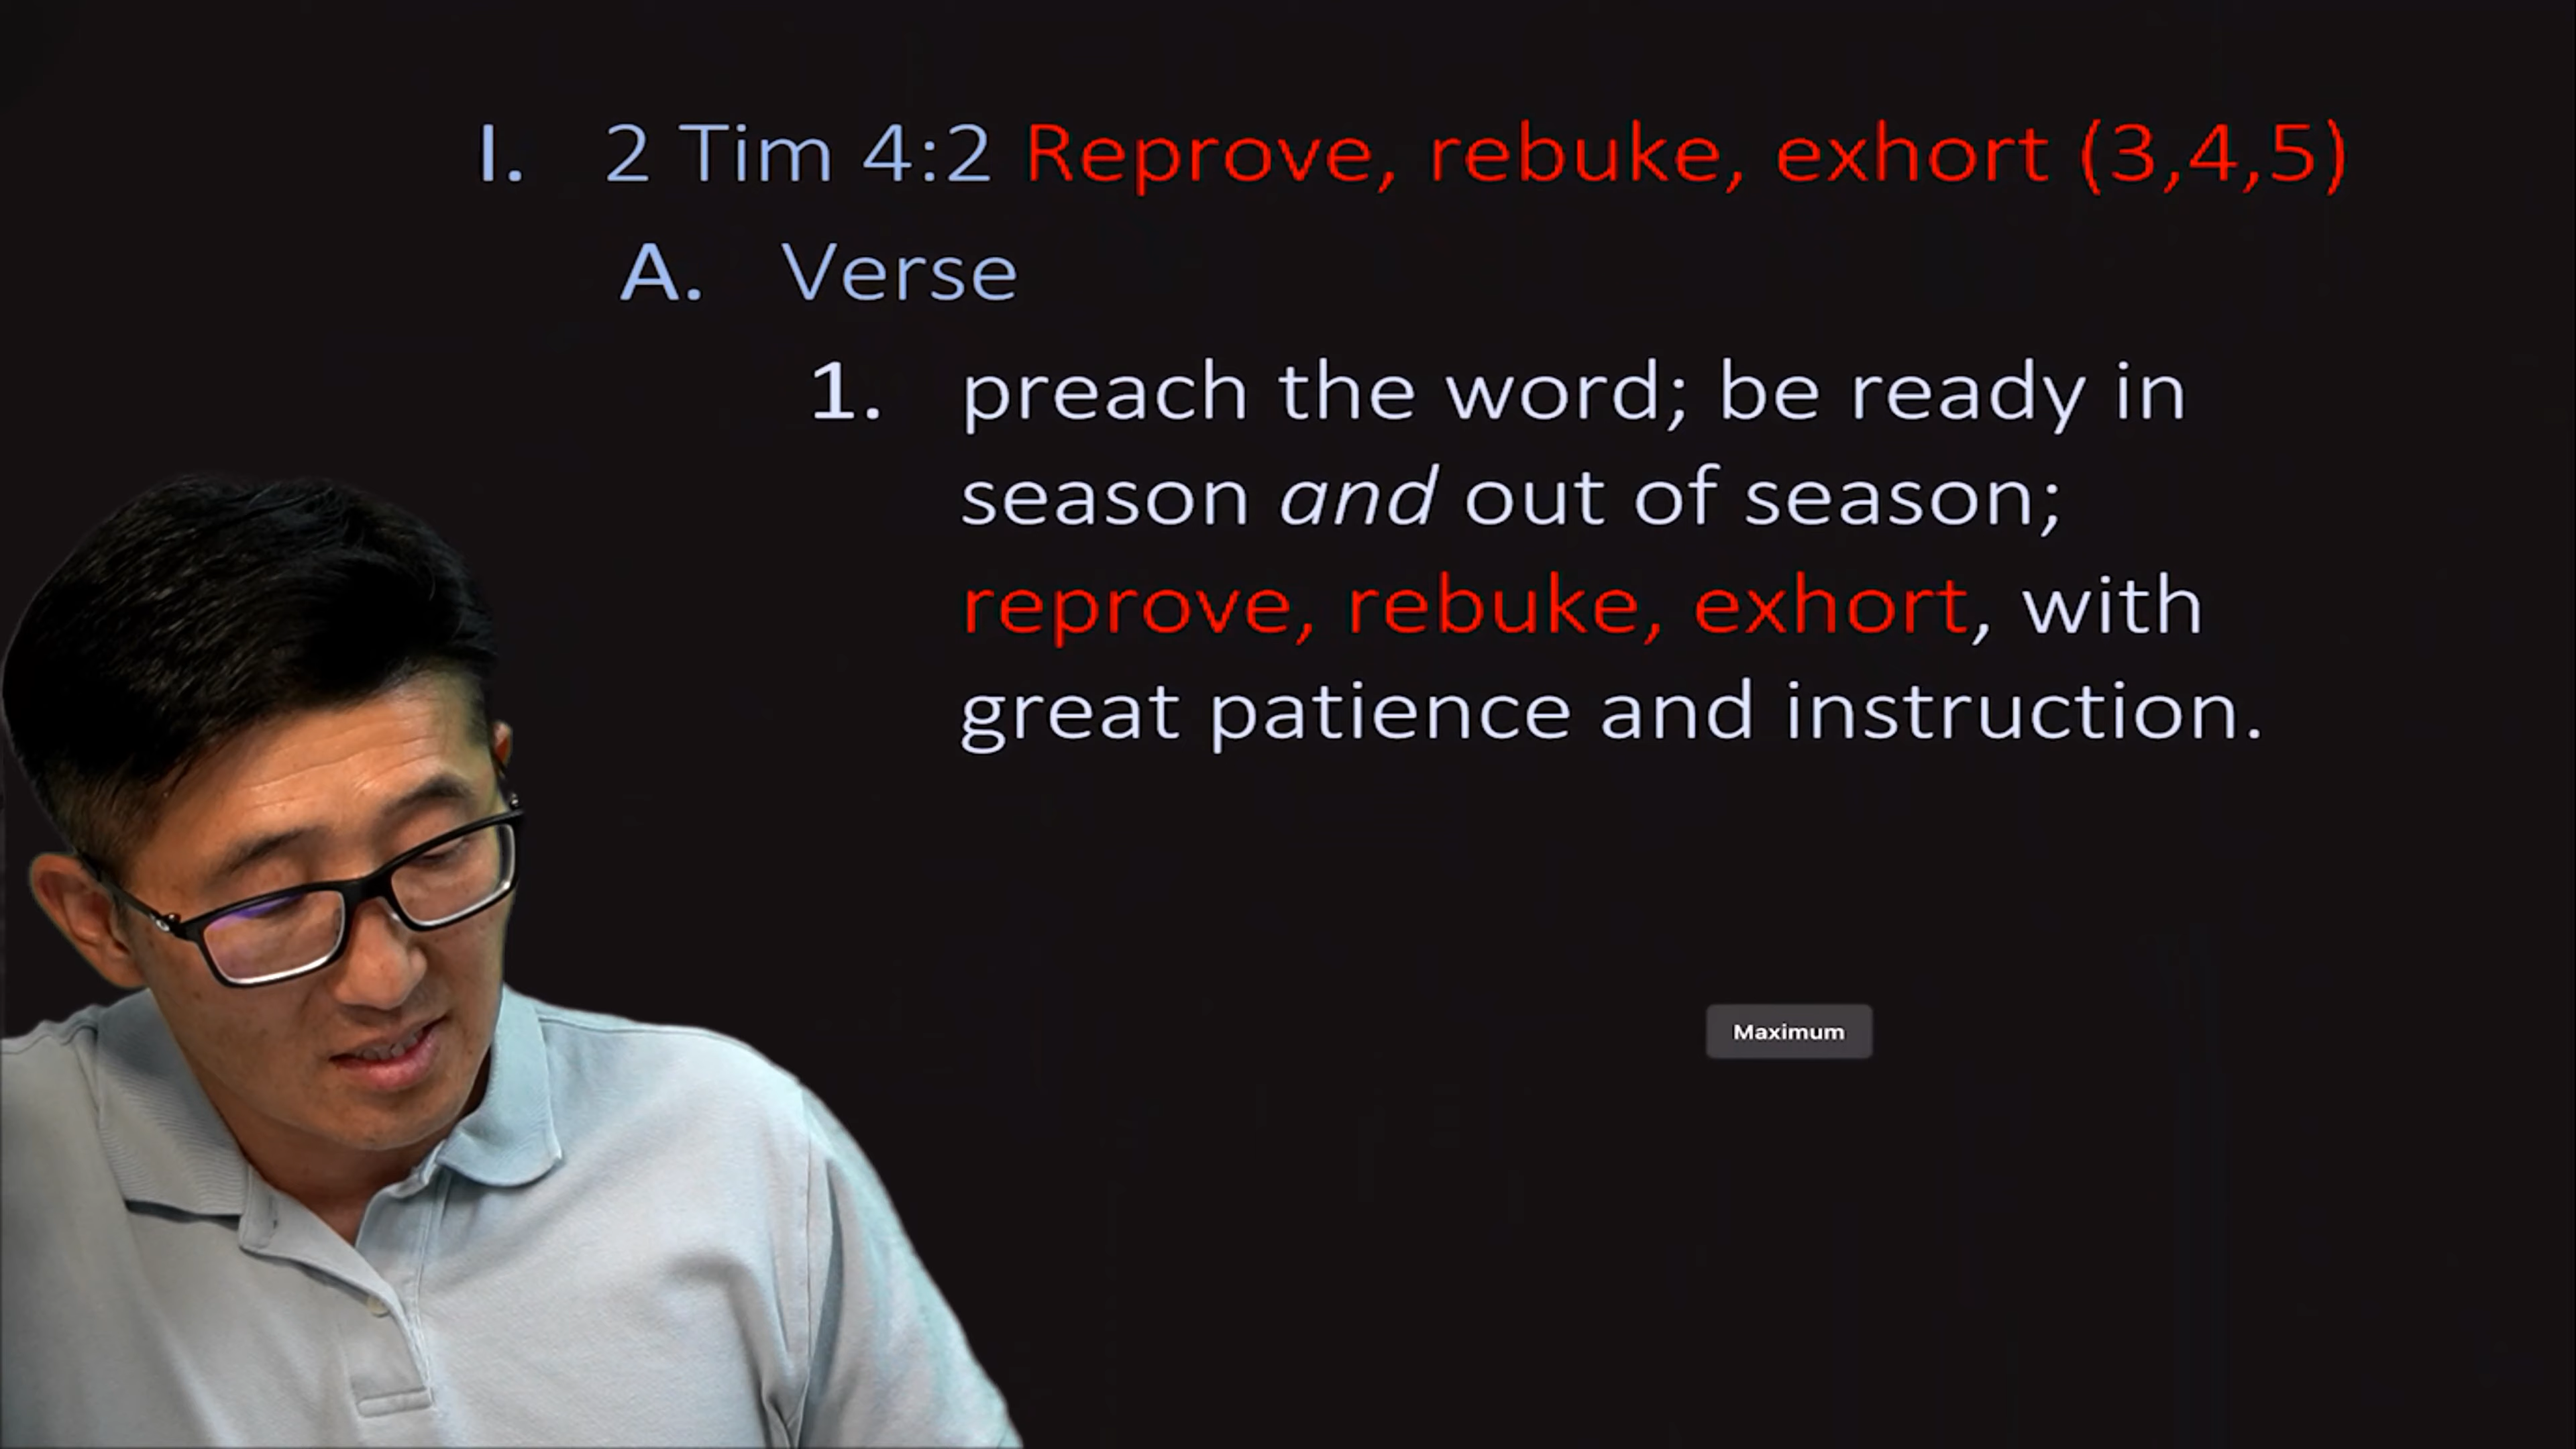 I. 2 Tim 4:2 Reprove, rebuke, exhort (3,4,5)
A. Verse
1. preach the word; be ready in
season and out of season;
reprove, rebuke, exhort, with
great patience and instruction.
Maximum